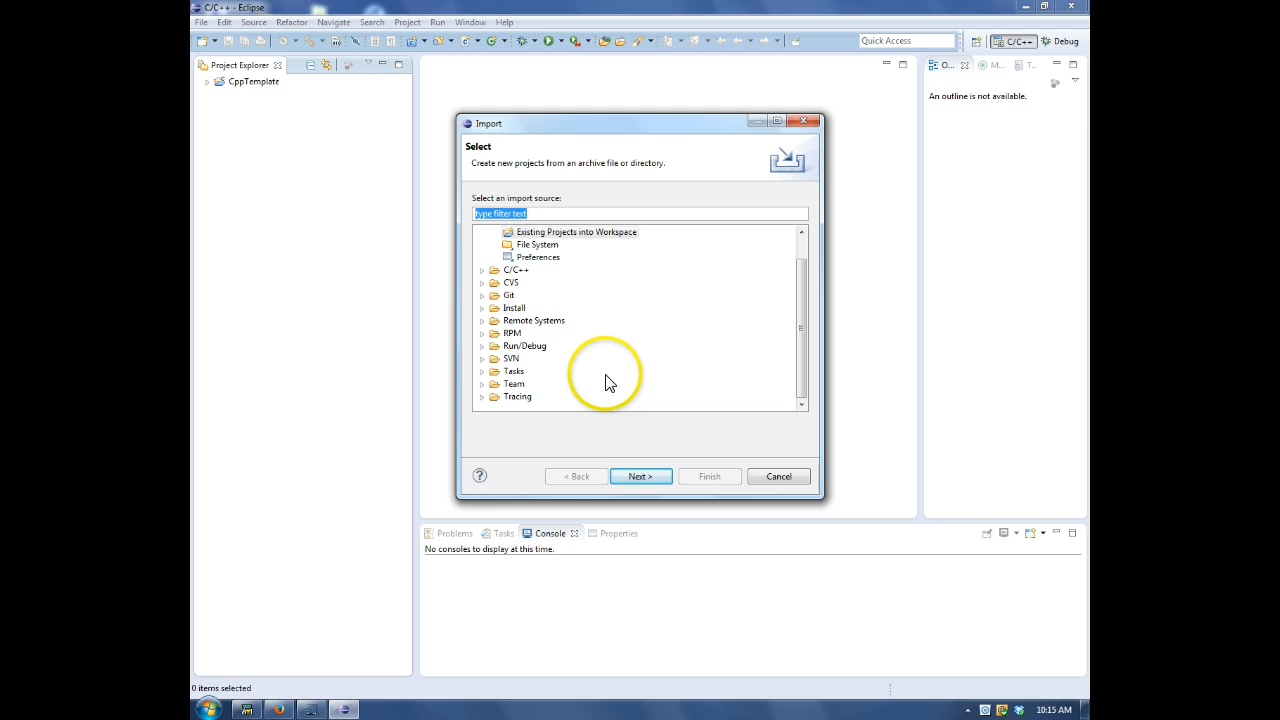 C/C++ - Eclipse
File Edit Source Refactor Navigate Search Project Run Window Help
Quick Access
C/C++
Debug
Project Explorer
O...
M...
T...
CppTemplate
An outline is not available.
Import
Select
Create new projects from an archive file or directory.
Select an import source:
type filter text
Existing Projects into Workspace
File System
Preferences
C/C++
CVS
Git
Install
Remote Systems
RPM
Run/Debug
SVN
Tasks
Team
Tracing
< Back
Next >
Finish
Cancel
Problems Tasks Console Properties
No consoles to display at this time.
0 items selected
10:15 AM